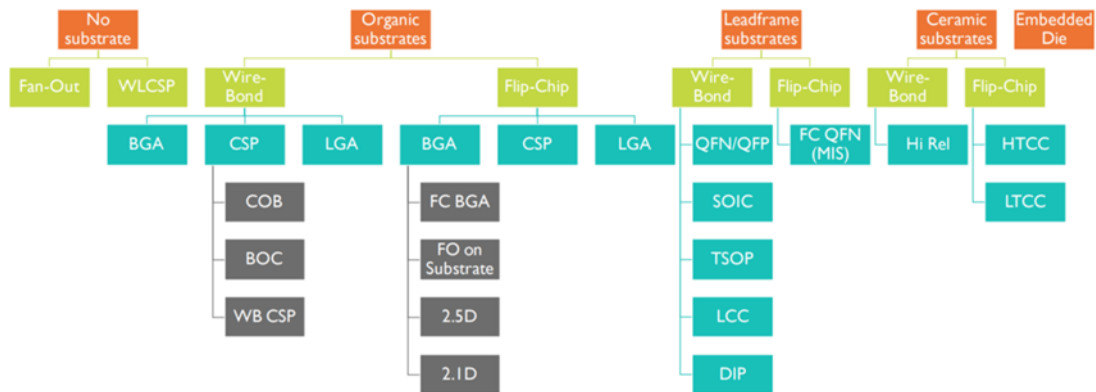 No
substrate
Organic
substrates
Leadframe
substrates
Ceramic
substrates
Embedded
Die
Fan-Out
WLCSP
Wire-
Bond
Flip-Chip
Wire-
Bond
Flip-Chip
Wire-
Bond
Flip-Chip
BGA
CSP
LGA
BGA
CSP
LGA
QFN/QFP
FC QFN
(MIS)
Hi Rel
HTCC
COB
FC BGA
SOIC
LTCC
BOC
FO on
Substrate
TSOP
WB CSP
2.5D
LCC
2.1D
DIP